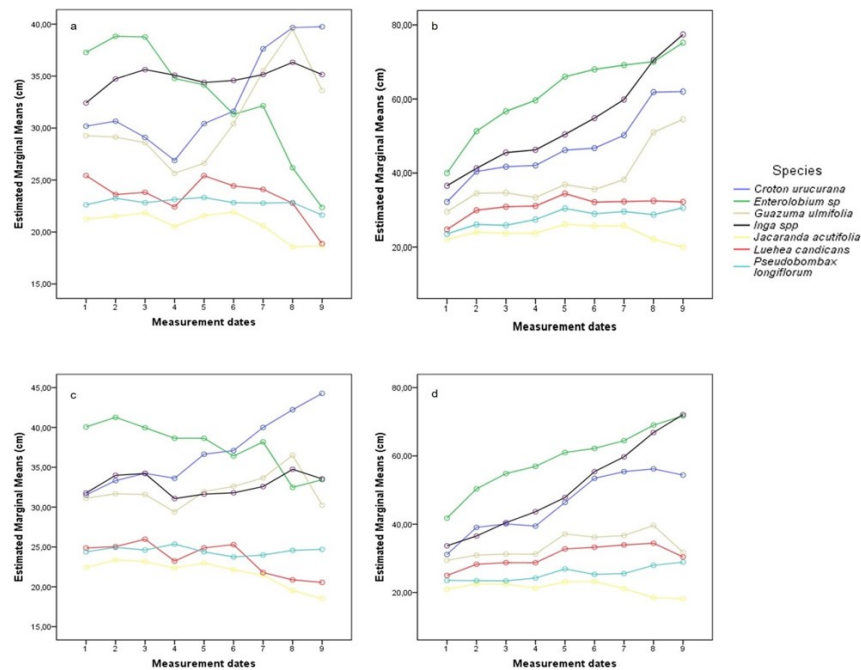 a
40,00
35,00
30,00
25,00
20,00
15,00
Estimated Marginal Means (cm)
1 2 3 4 5 6 7 8 9
Measurement dates
b
80,00
60,00
40,00
20,00
Estimated Marginal Means (cm)
1 2 3 4 5 6 7 8 9
Measurement dates
Species
Croton urucurana
Enterolobium sp
Guazuma ulmifolia
Inga spp
Jacaranda acutifolia
Luehea candicans
Pseudobombax
longiflorum
c
45,00
40,00
35,00
30,00
25,00
20,00
15,00
Estimated Marginal Means (cm)
1 2 3 4 5 6 7 8 9
Measurement dates
d
80,00
60,00
40,00
20,00
Estimated Marginal Means (cm)
1 2 3 4 5 6 7 8 9
Measurement dates